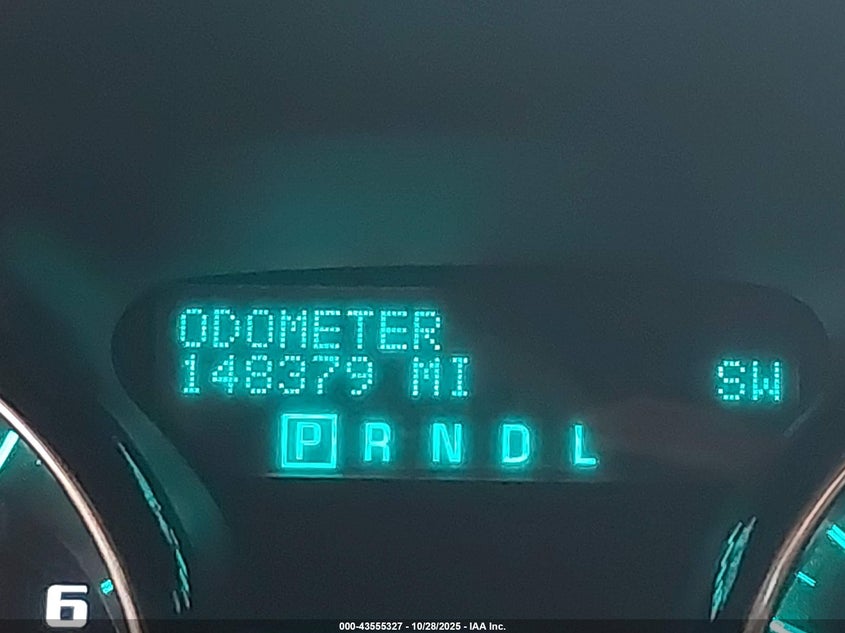 ODOMETER
148379 MI SW
P R N D L
6
000-43555327 - 10/28/2025 - IAA Inc.